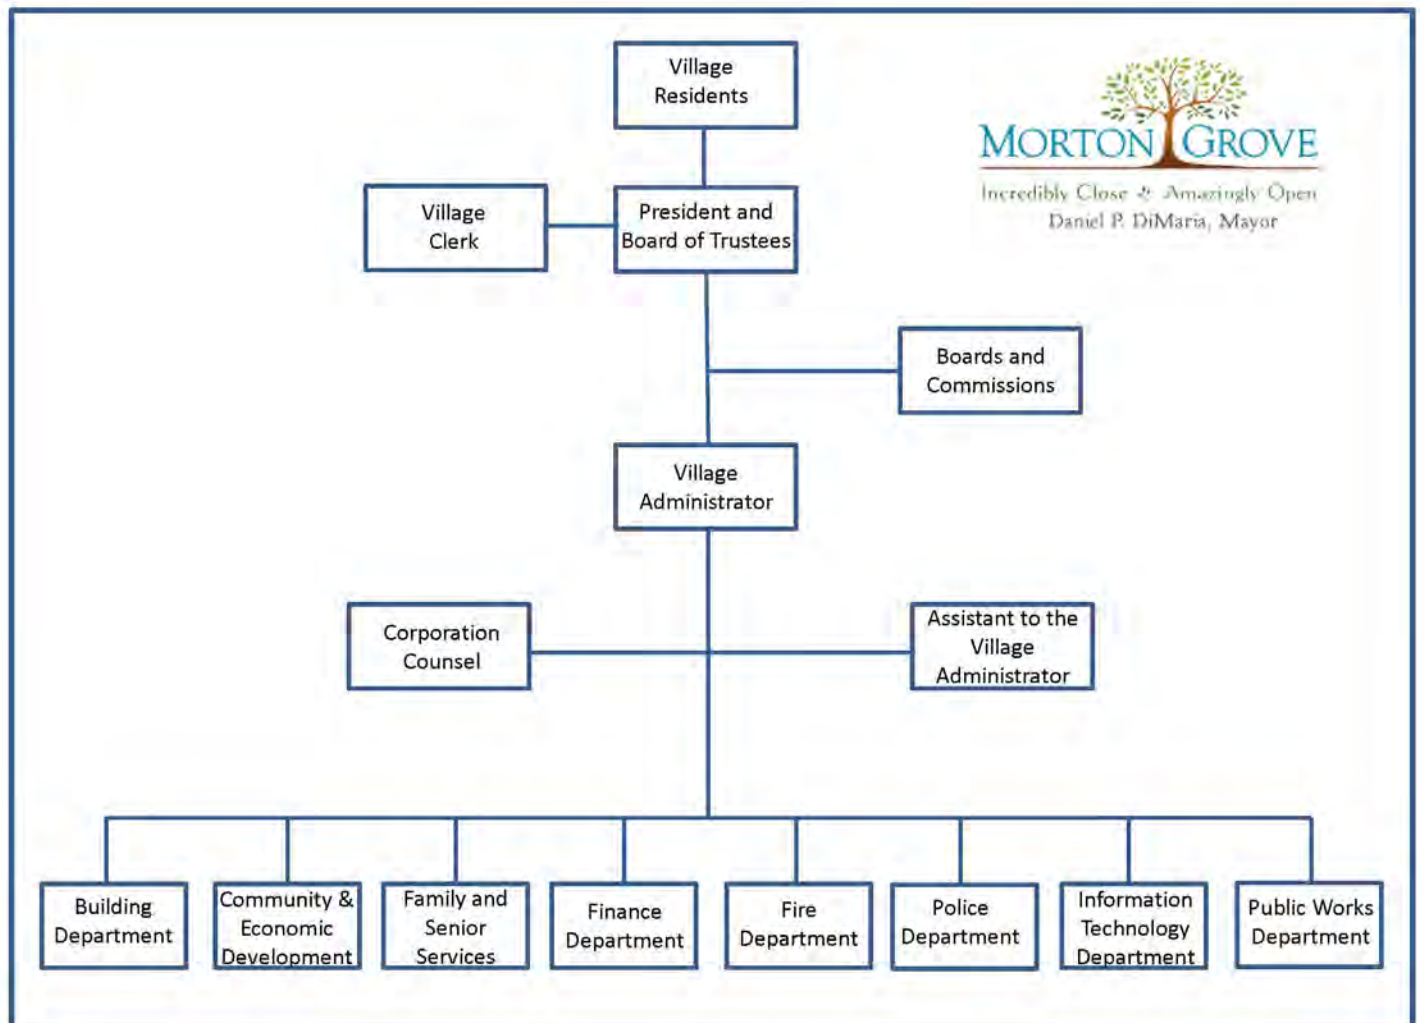 Village
Residents
MORTON GROVE
Incredibly Close & Amazingly Open
Daniel P. DiMaria, Mayor
Village
Clerk
President and
Board of Trustees
Boards and
Commissions
Village
Administrator
Corporation
Counsel
Assistant to the
Village
Administrator
Building
Department
Community &
Economic
Development
Family and
Senior
Services
Finance
Department
Fire
Department
Police
Department
Information
Technology
Department
Public Works
Department